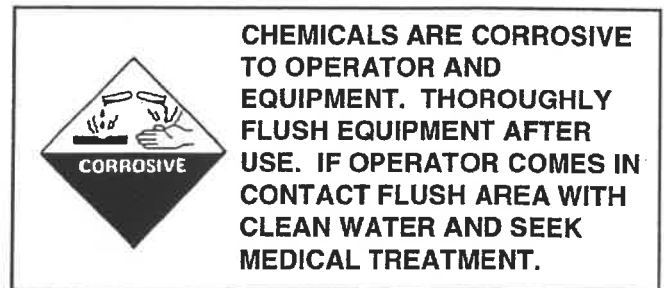 CORROSIVE
CHEMICALS ARE CORROSIVE
TO OPERATOR AND
EQUIPMENT. THOROUGHLY
FLUSH EQUIPMENT AFTER
USE. IF OPERATOR COMES IN
CONTACT FLUSH AREA WITH
CLEAN WATER AND SEEK
MEDICAL TREATMENT.